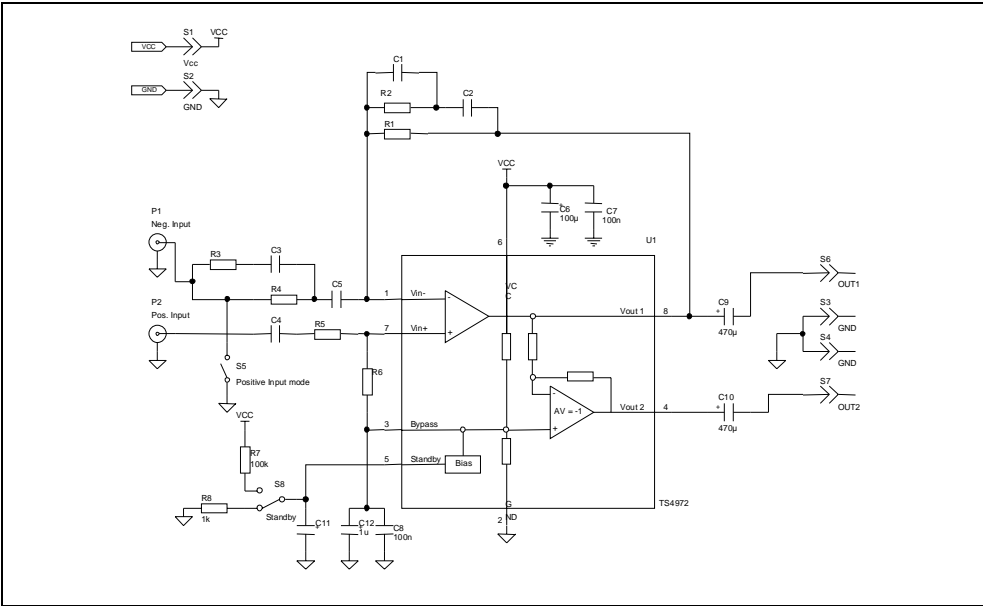 S1
VCC
VCC
Vcc
S2
GND
GND
C1
R2
C2
R1
VCC
+
C6
100µ
C7
100n
P1
Neg. Input
6
U1
R3
C3
S6
OUT1
R4
C5
1
Vin-
VC
C
-
Vout 1
8
C9
+
470µ
S3
GND
P2
Pos. Input
C4
R5
7
Vin+
+
S4
GND
S5
Positive Input mode
R6
S7
OUT2
-
AV = -1
+
Vout 2
4
C10
+
470µ
VCC
3
Bypass
R7
100k
5
Standby
Bias
S8
R8
1k
Standby
C11
+
C12
1u
C8
100n
G
ND
2
TS4972